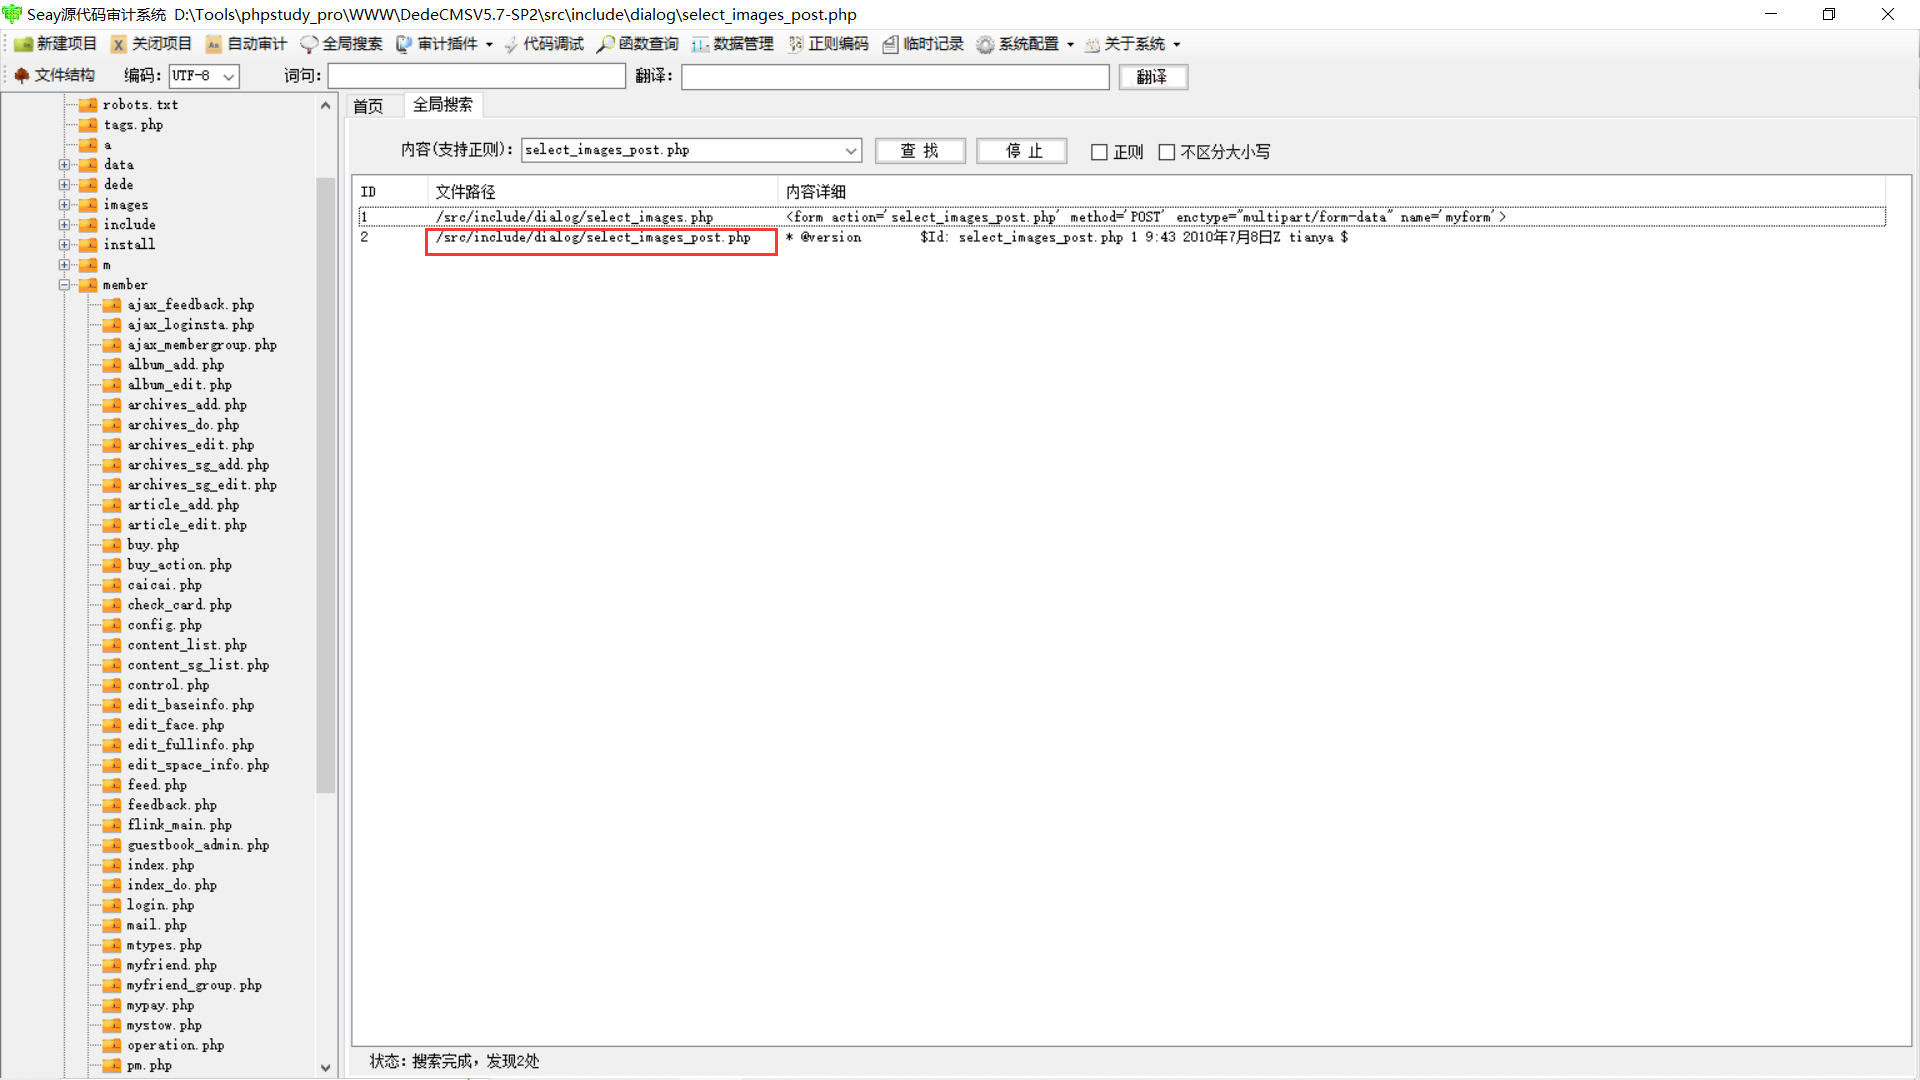 Seay源代码审计系统  D:\Tools\phpstudy_pro\WWW\DedeCMSV5.7-SP2\src\include\dialog\select_images_post.php
新建项目 关闭项目 自动审计 全局搜索 审计插件 代码调试 函数查询 数据管理 正则编码 临时记录 系统配置 关于系统
文件结构 编码: UTF-8 词句: 翻译: 翻译
首页 全局搜索
内容(支持正则): select_images_post.php 查 找 停 止 正则 不区分大小写
ID 文件路径 内容详细
1 /src/include/dialog/select_images.php <form action='select_images_post.php' method='POST' enctype="multipart/form-data" name='myform'>
2 /src/include/dialog/select_images_post.php * @version $Id: select_images_post.php 1 9:43 2010年7月8日Z tianya $
robots.txt
tags.php
a
data
dede
images
include
install
m
member
ajax_feedback.php
ajax_loginsta.php
ajax_membergroup.php
album_add.php
album_edit.php
archives_add.php
archives_do.php
archives_edit.php
archives_sg_add.php
archives_sg_edit.php
article_add.php
article_edit.php
buy.php
buy_action.php
caicai.php
check_card.php
config.php
content_list.php
content_sg_list.php
control.php
edit_baseinfo.php
edit_face.php
edit_fullinfo.php
edit_space_info.php
feed.php
feedback.php
flink_main.php
guestbook_admin.php
index.php
index_do.php
login.php
mail.php
mtypes.php
myfriend.php
myfriend_group.php
mypay.php
mystow.php
operation.php
pm.php
状态: 搜索完成, 发现2处